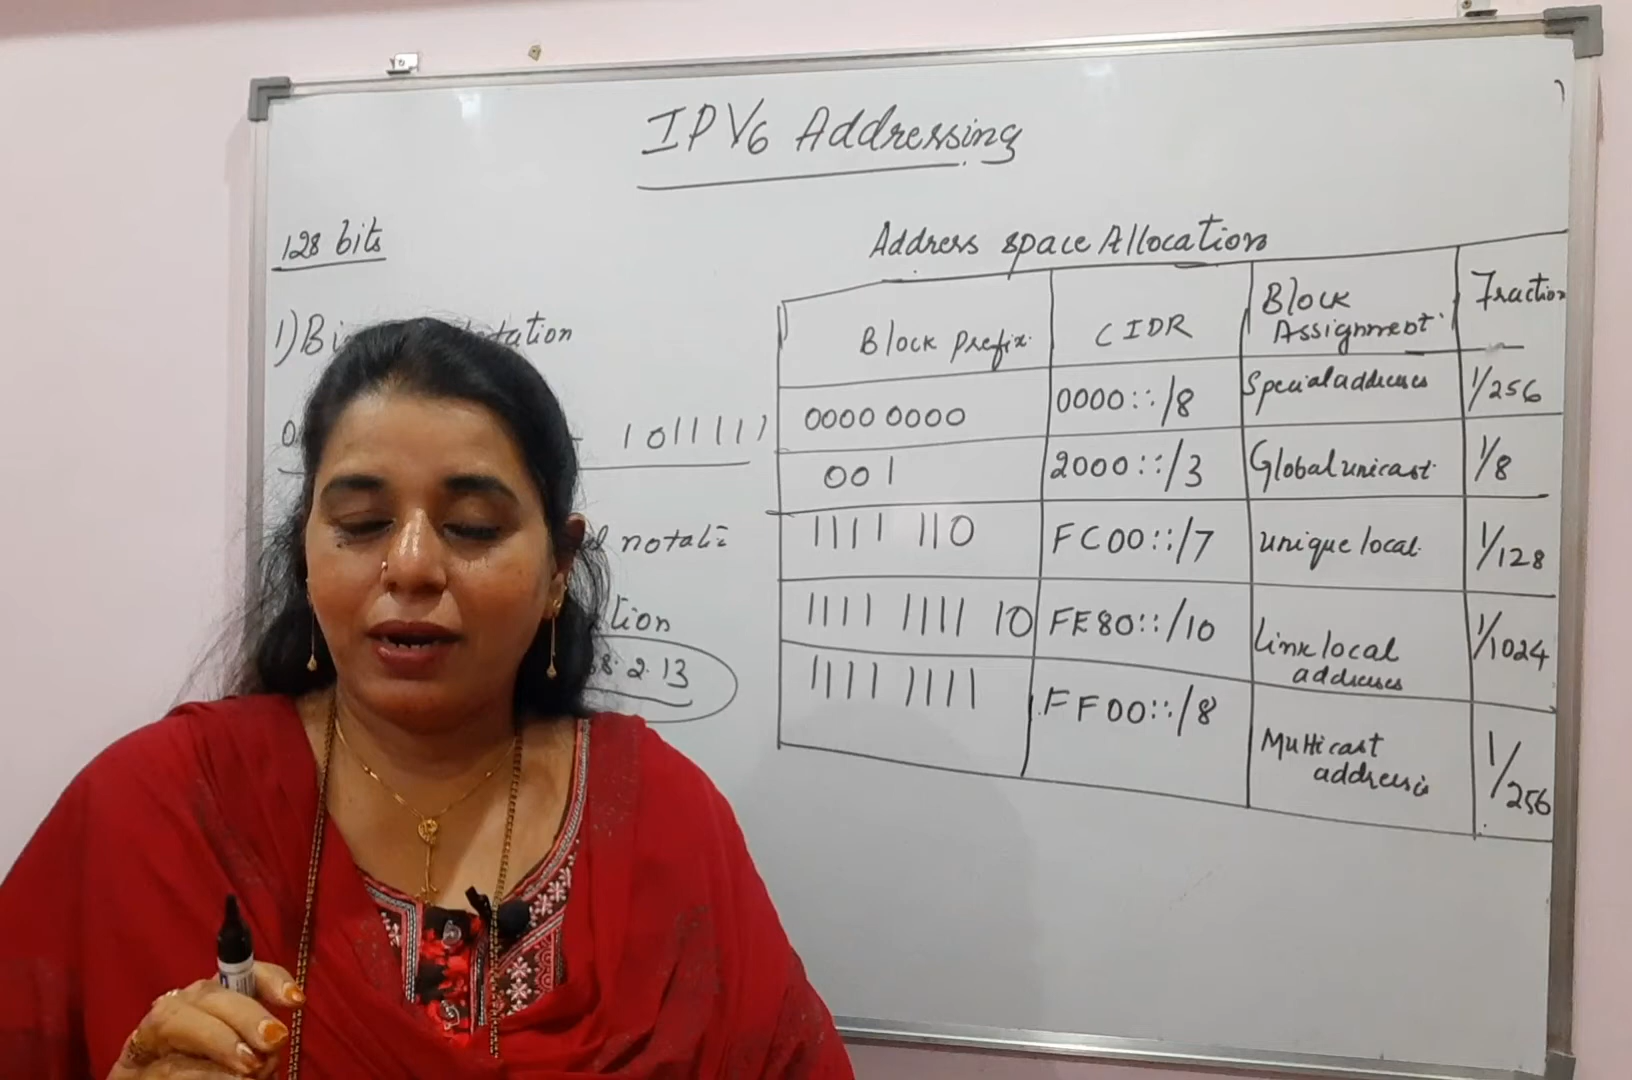 IPV6 Addressing
128 bits
1) Bi tation
1011111
notati
tion
8.2.13
Address space Allocation
Block Prefix CIDR Block Assignment Fraction
0000 0000 0000::/8 Special addresses 1/256
001 2000::/3 Global unicast 1/8
1111 110 FC00::/7 unique local 1/128
1111 1111 10 FE80::/10 Link local addresses 1/1024
1111 1111 FF00::/8 Multicast addresses 1/256